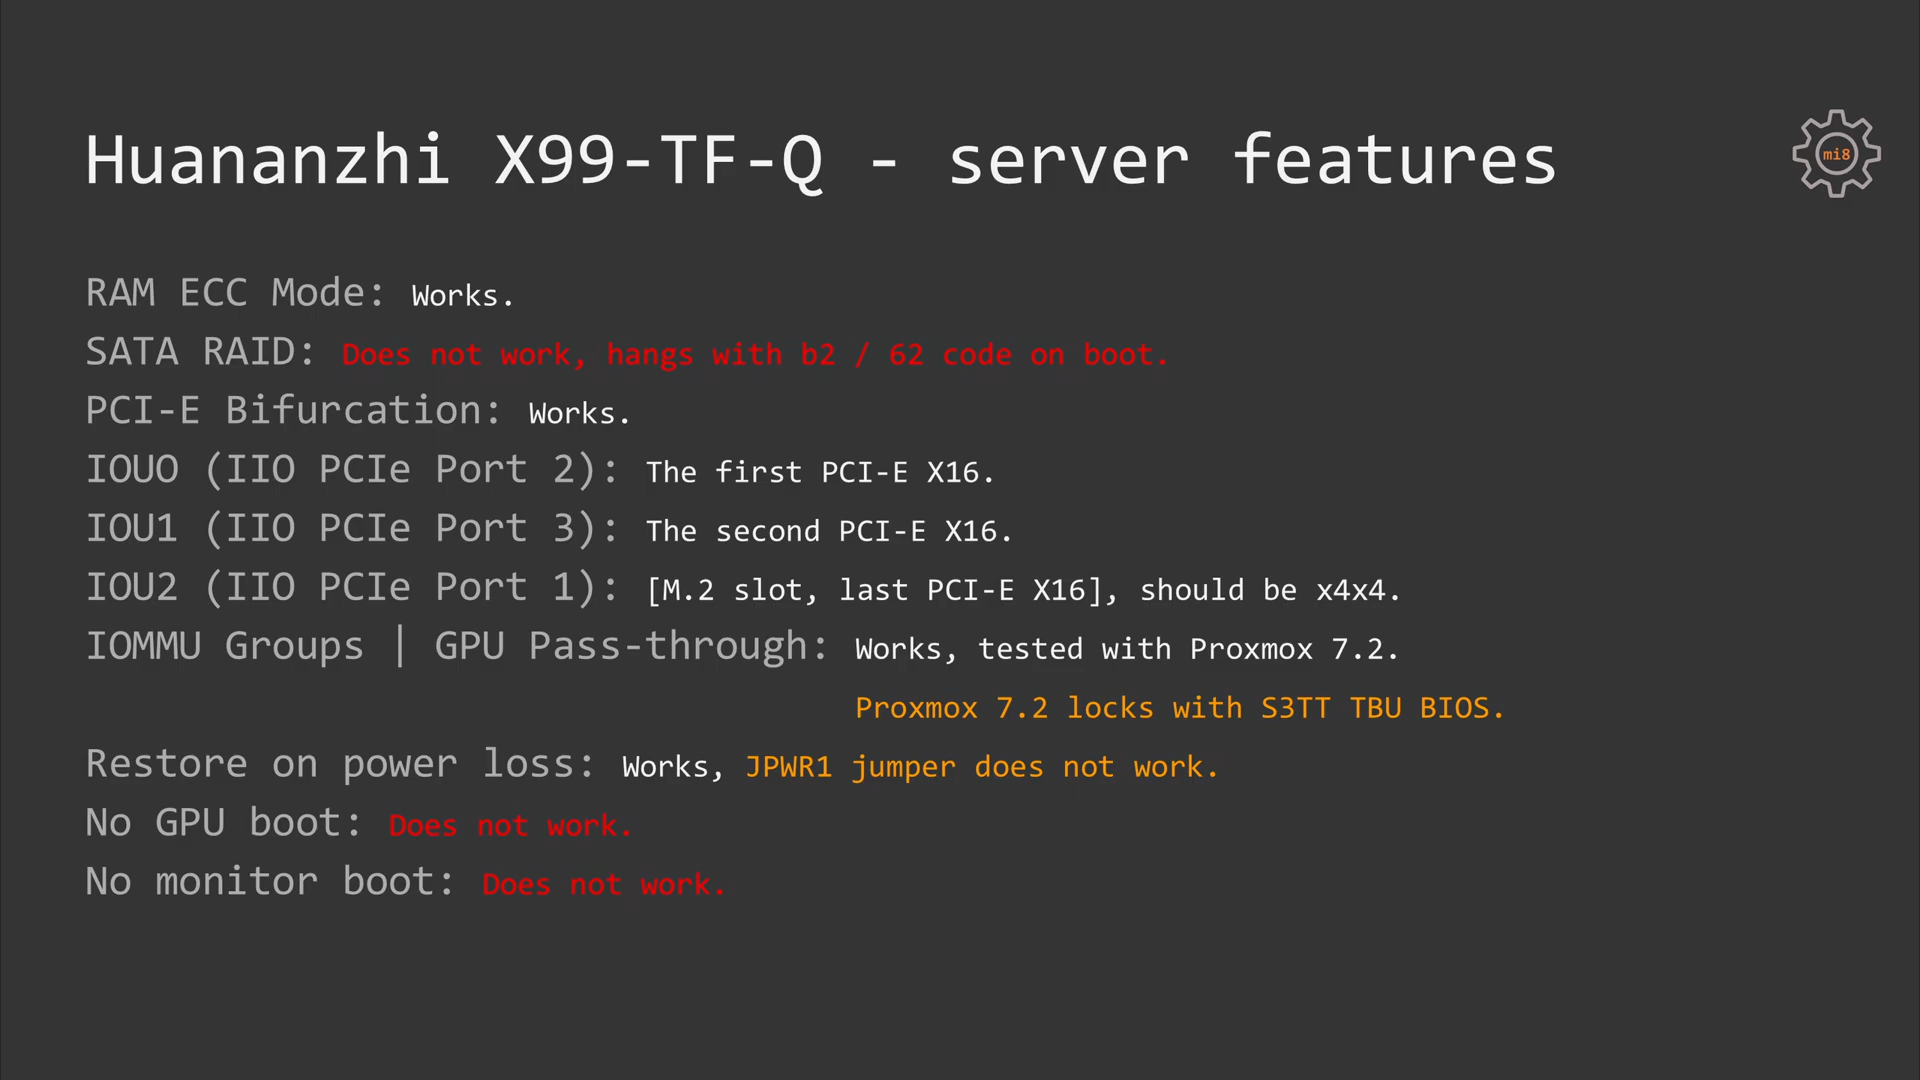 Huananzhi X99-TF-Q - server features
mi8
RAM ECC Mode: Works.
SATA RAID: Does not work, hangs with b2 / 62 code on boot.
PCI-E Bifurcation: Works.
IOU0 (IIO PCIe Port 2): The first PCI-E X16.
IOU1 (IIO PCIe Port 3): The second PCI-E X16.
IOU2 (IIO PCIe Port 1): [M.2 slot, last PCI-E X16], should be x4x4.
IOMMU Groups | GPU Pass-through: Works, tested with Proxmox 7.2.
Proxmox 7.2 locks with S3TT TBU BIOS.
Restore on power loss: Works, JPWR1 jumper does not work.
No GPU boot: Does not work.
No monitor boot: Does not work.